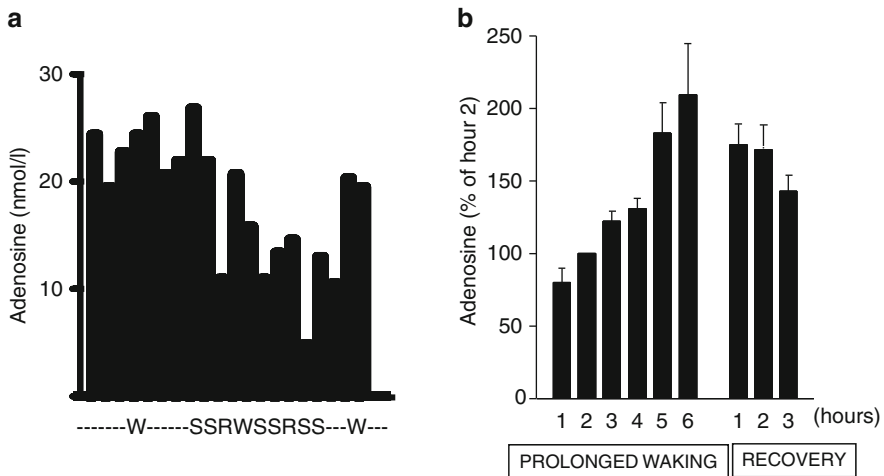 a
Adenosine (nmol/l)
30
20
10
-------W------SSRWSSRSS---W---
b
Adenosine (% of hour 2)
250
200
150
100
50
0
1 2 3 4 5 6 1 2 3 (hours)
PROLONGED WAKING RECOVERY